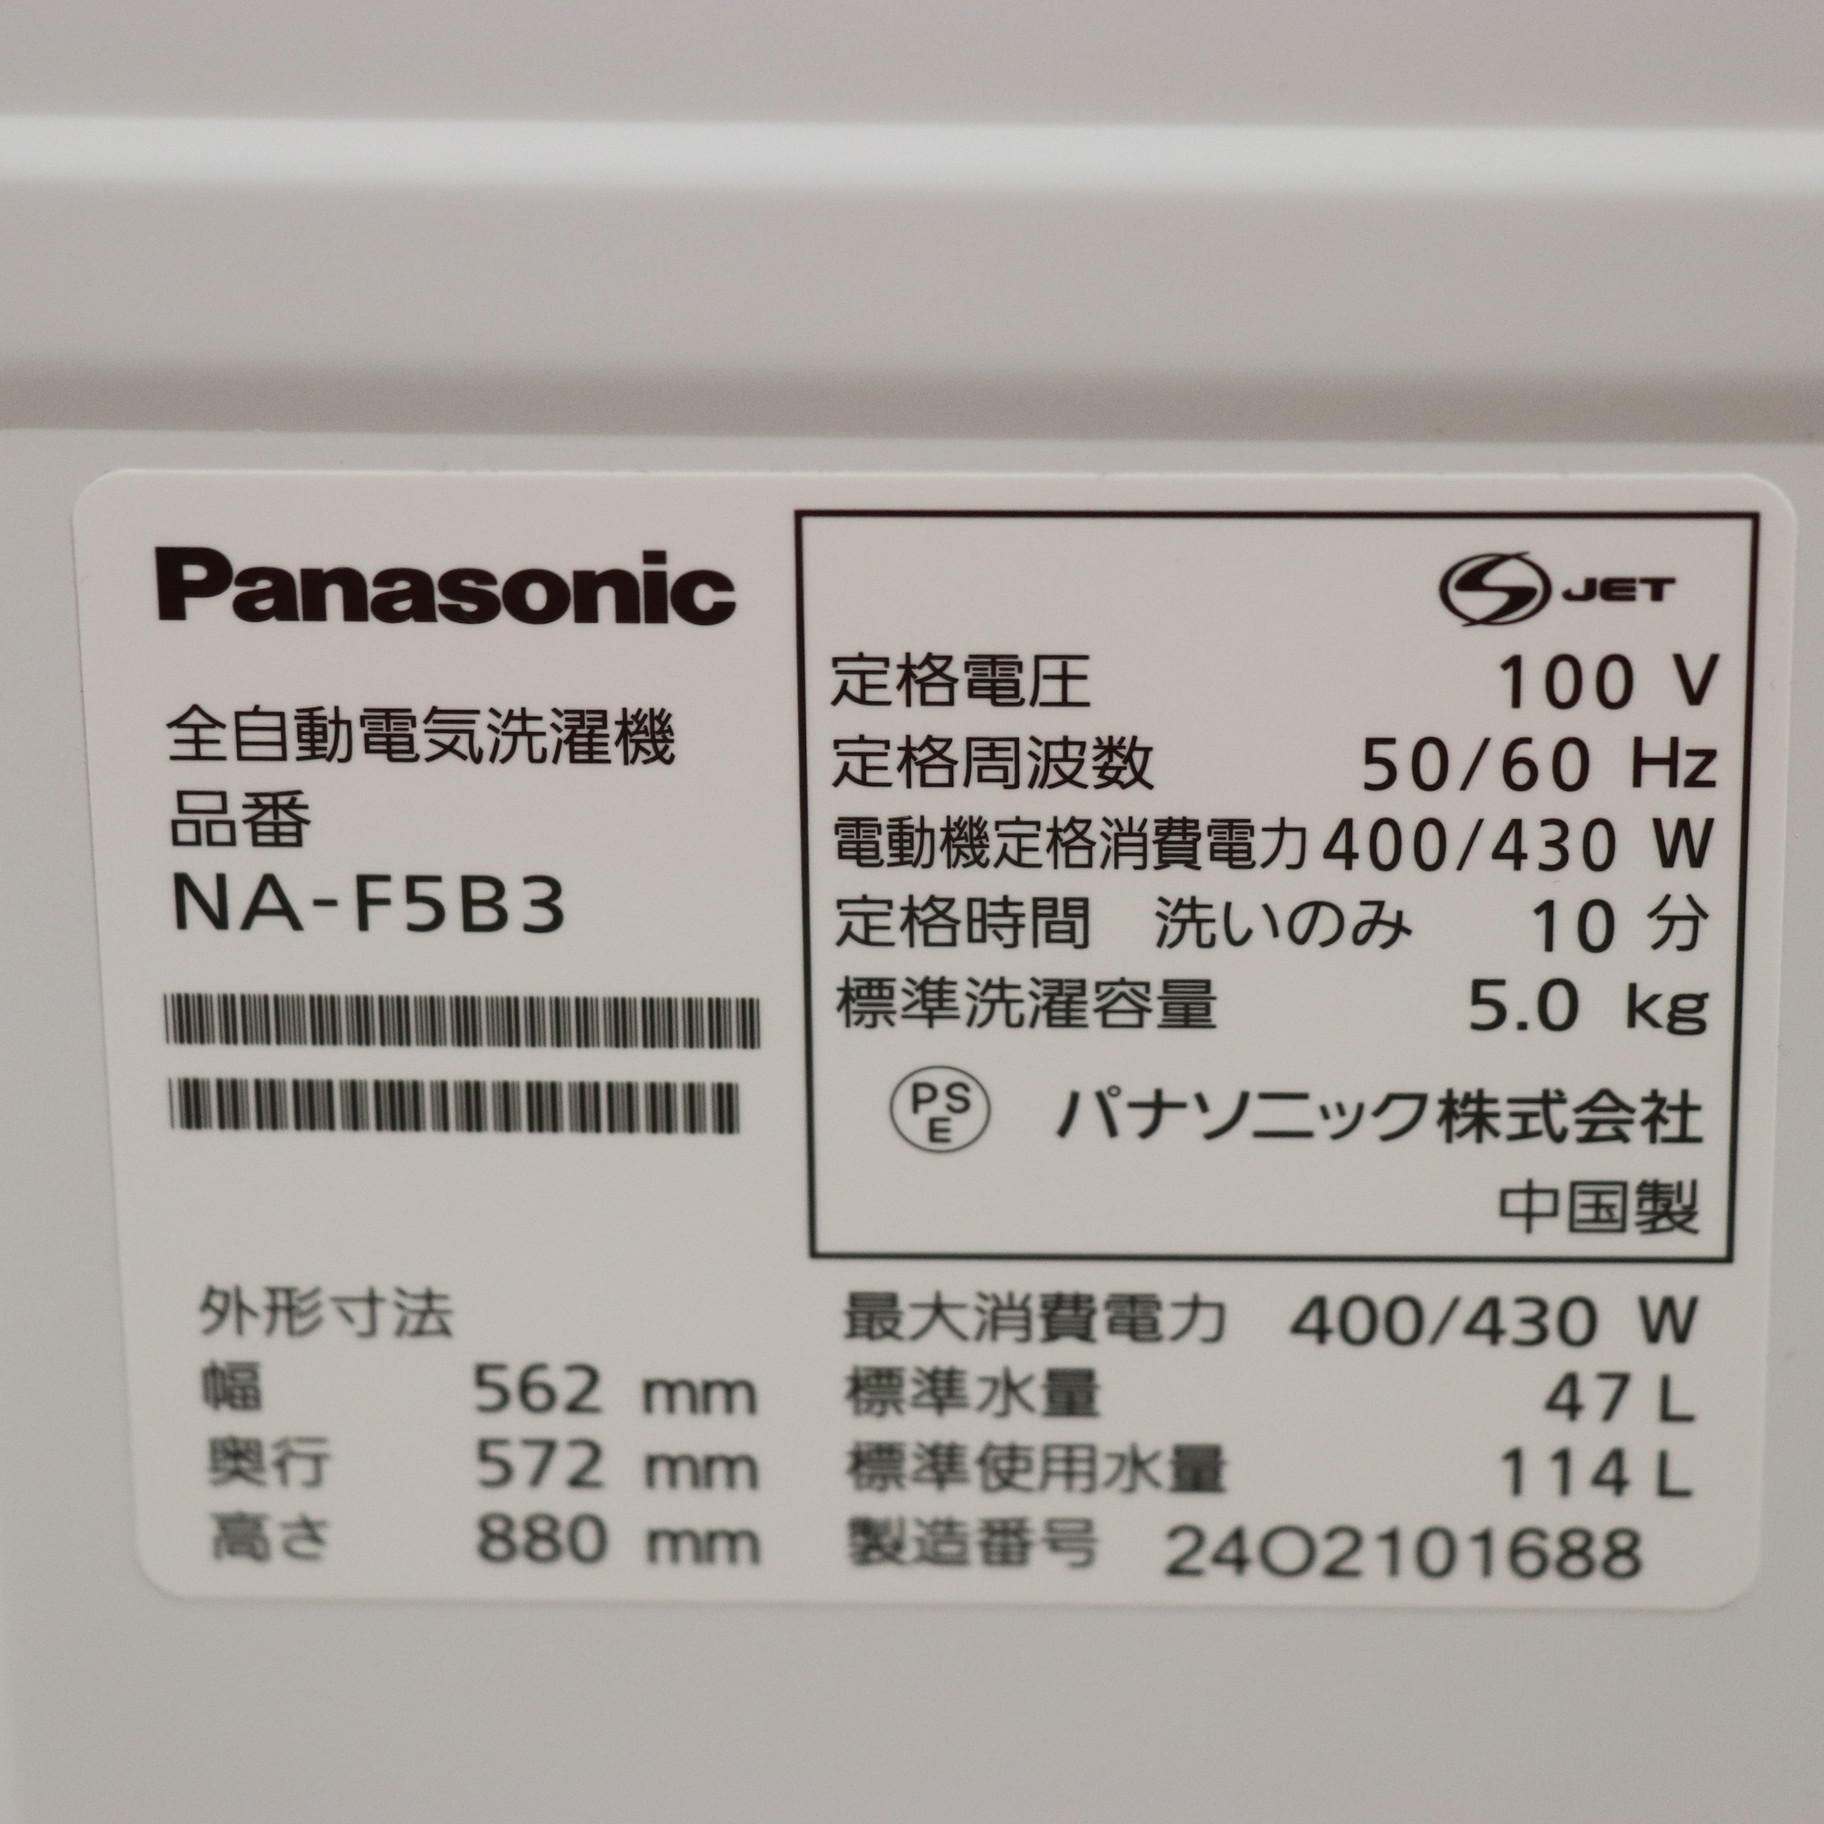 Panasonic
全自動電気洗濯機
品番
NA-F5B3
JET
定格電圧 100 V
定格周波数 50/60 Hz
電動機定格消費電力 400/430 W
定格時間 洗いのみ 10 分
標準洗濯容量 5.0 kg
PSE パナソニック株式会社
中国製
外形寸法
幅 562 mm
奥行 572 mm
高さ 880 mm
最大消費電力 400/430 W
標準水量 47 L
標準使用水量 114 L
製造番号 24O2101688